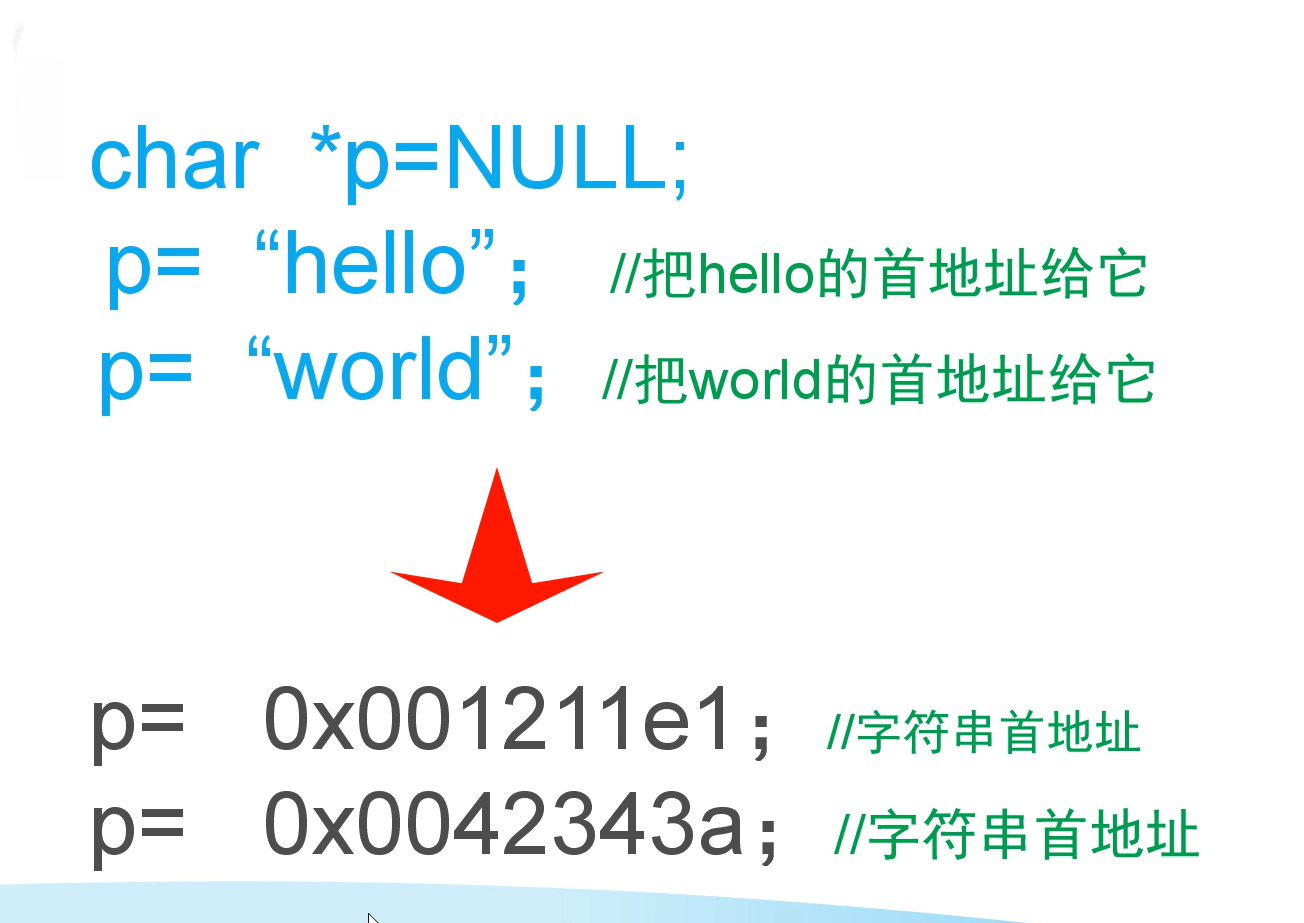 char *p=NULL;
p= “hello”； //把hello的首地址给它
p= “world”； //把world的首地址给它
p= 0x001211e1； //字符串首地址
p= 0x0042343a； //字符串首地址